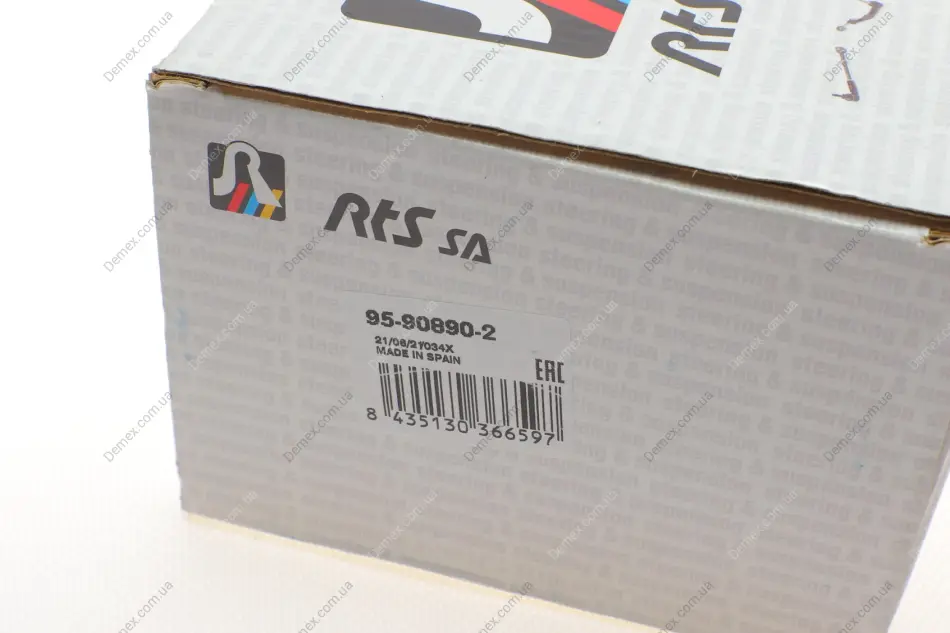 RtS
RtS SA
95-90890-2
21/06/21034X
MADE IN SPAIN
EAC
8 435130 366597
steering & suspension
Demex.com.ua